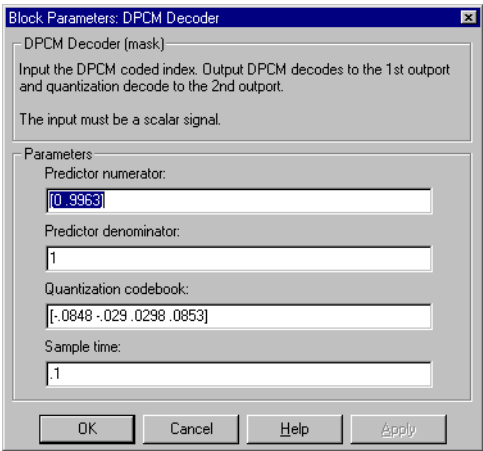 Block Parameters: DPCM Decoder
DPCM Decoder (mask)
Input the DPCM coded index. Output DPCM decodes to the 1st outport
and quantization decode to the 2nd outport.
The input must be a scalar signal.
Parameters
Predictor numerator:
[0 .9963]
Predictor denominator:
1
Quantization codebook:
[-.0848 -.029 .0298 .0853]
Sample time:
.1
OK Cancel Help Apply